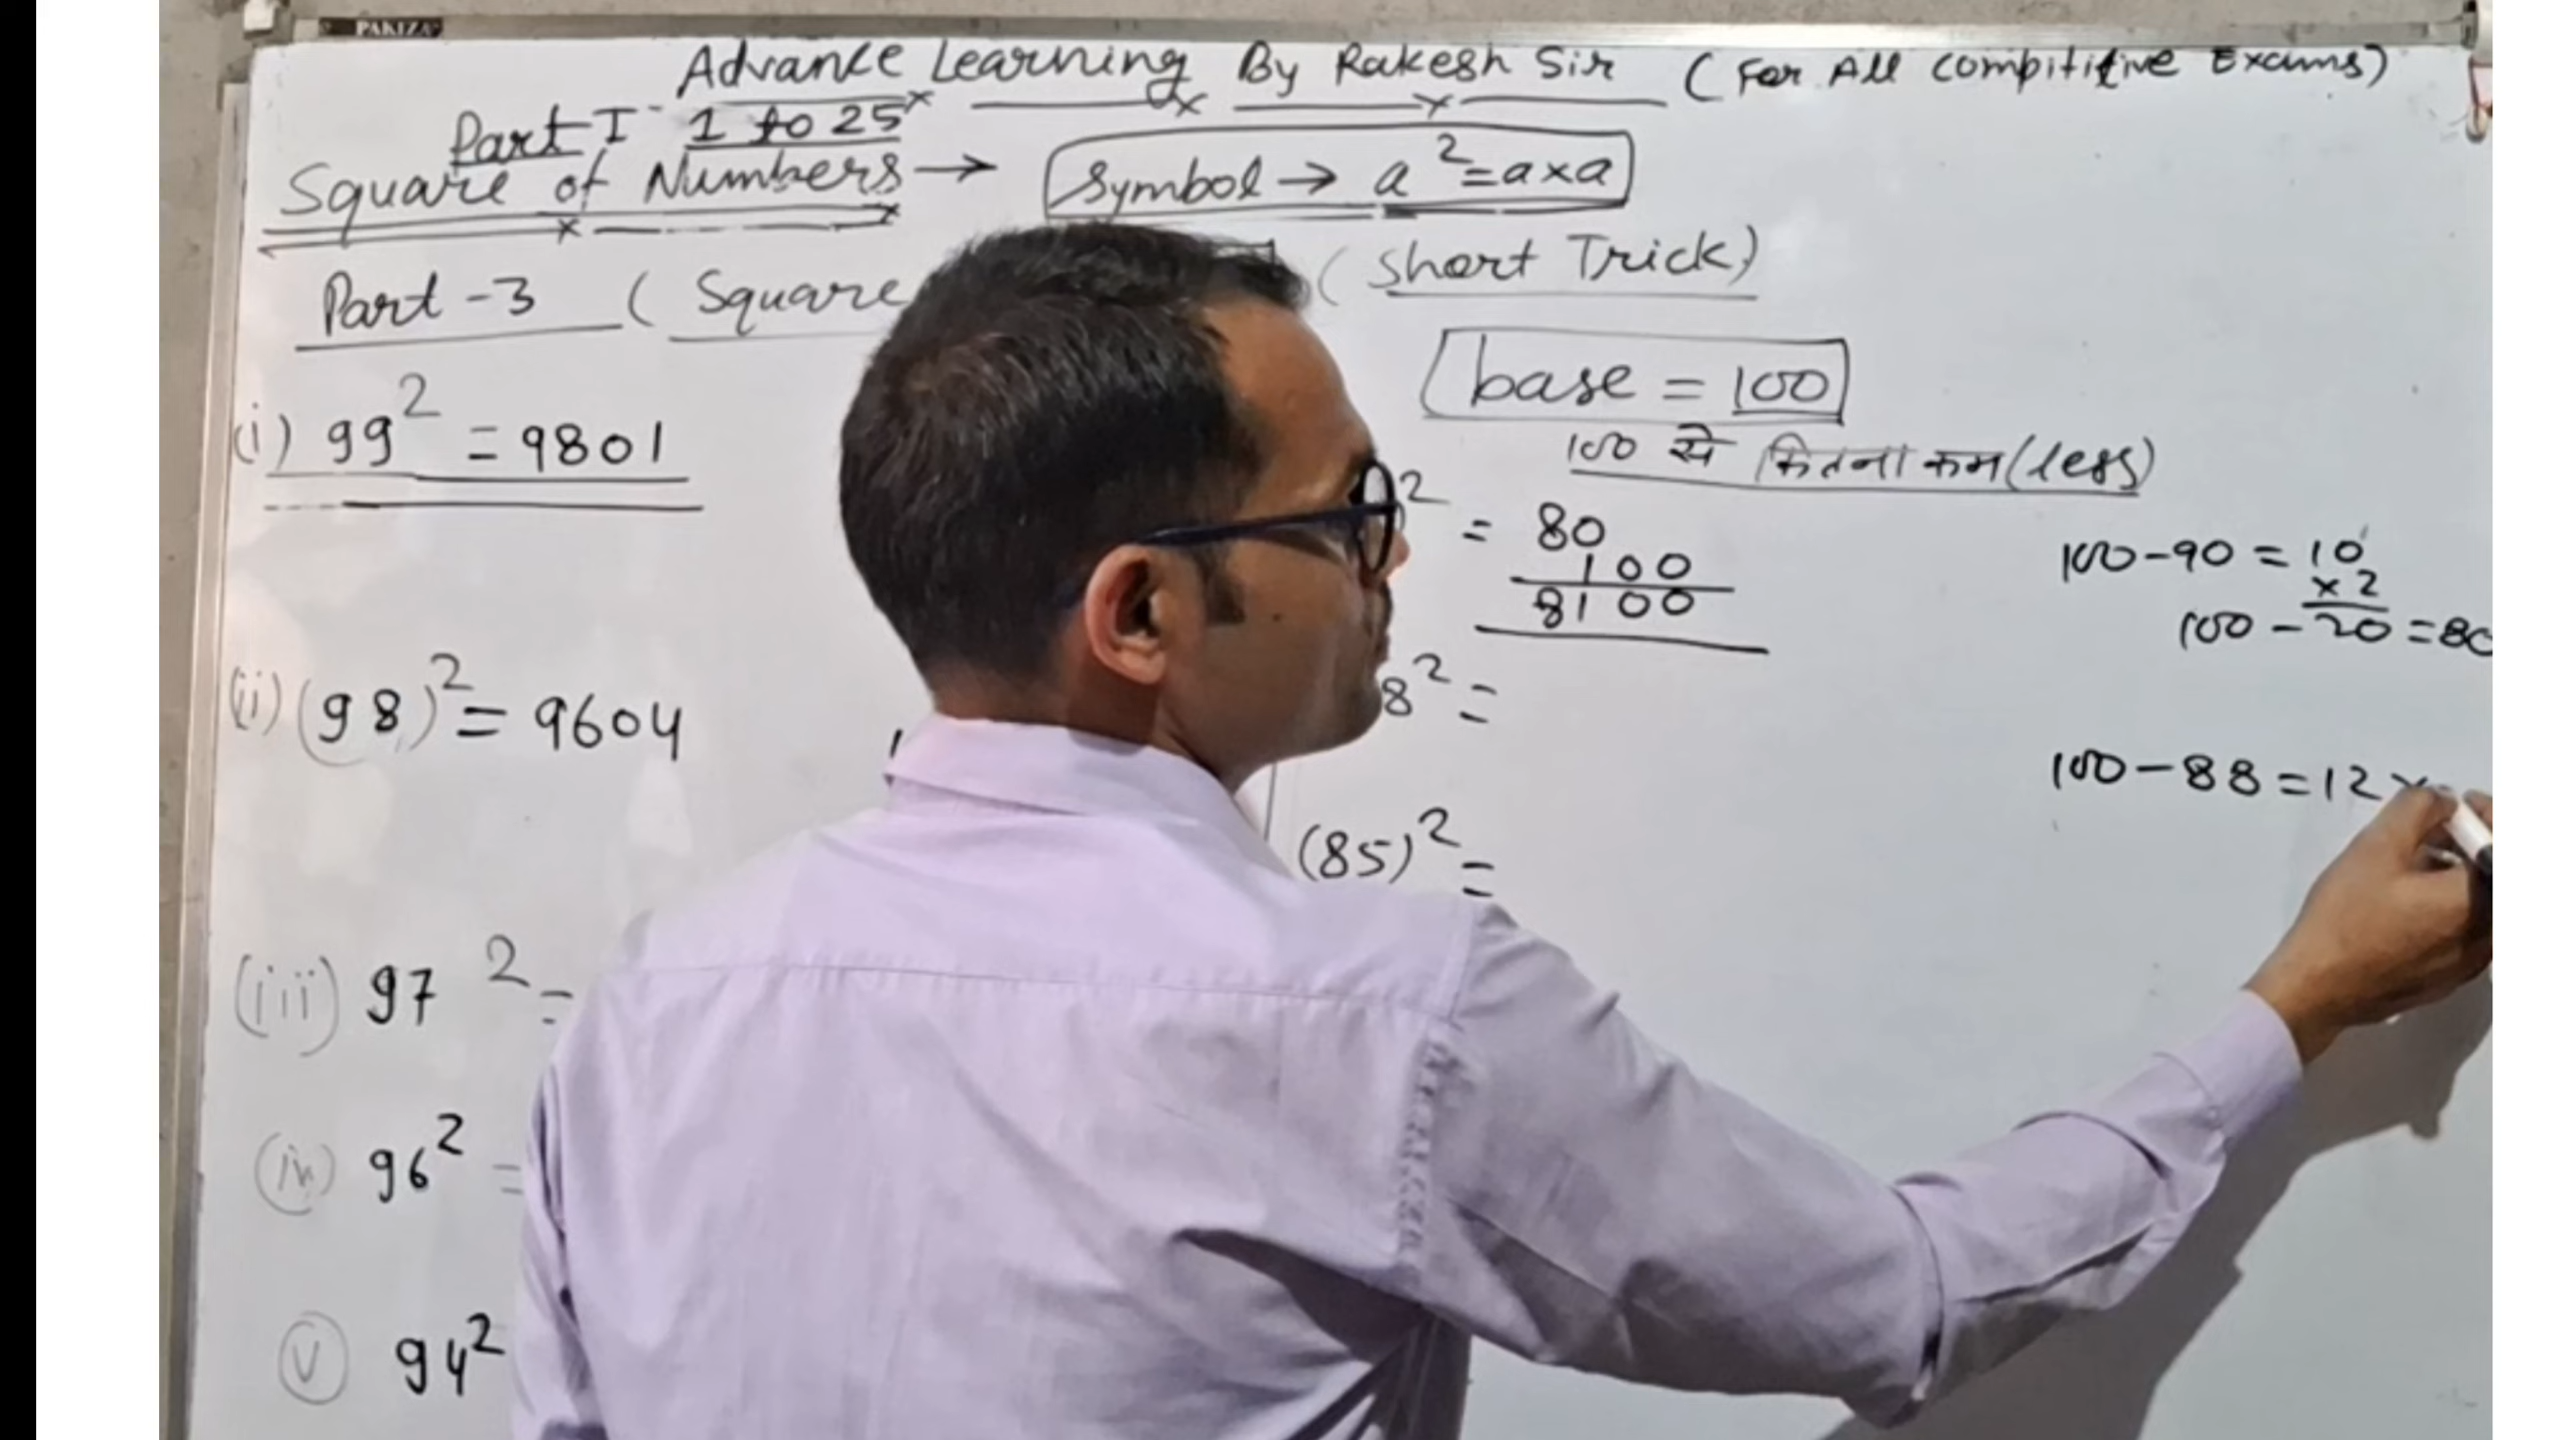 PAKIZA
Advance Learning By Rakesh Sir (For All Compititive Exams)
Part I 1 to 25
Square of Numbers → Symbol → a² = a×a
Part-3 ( Square (Short Trick)
base = 100
100 से कितना कम (less)
(i) 99² = 9801
² = 80
100
8100
100-90 = 10
×2
100 - 20 = 80
(ii) (98)² = 9604
8² =
100-88 = 12 ×
(85)² =
(iii) 97² =
(iv) 96² =
(v) 94²